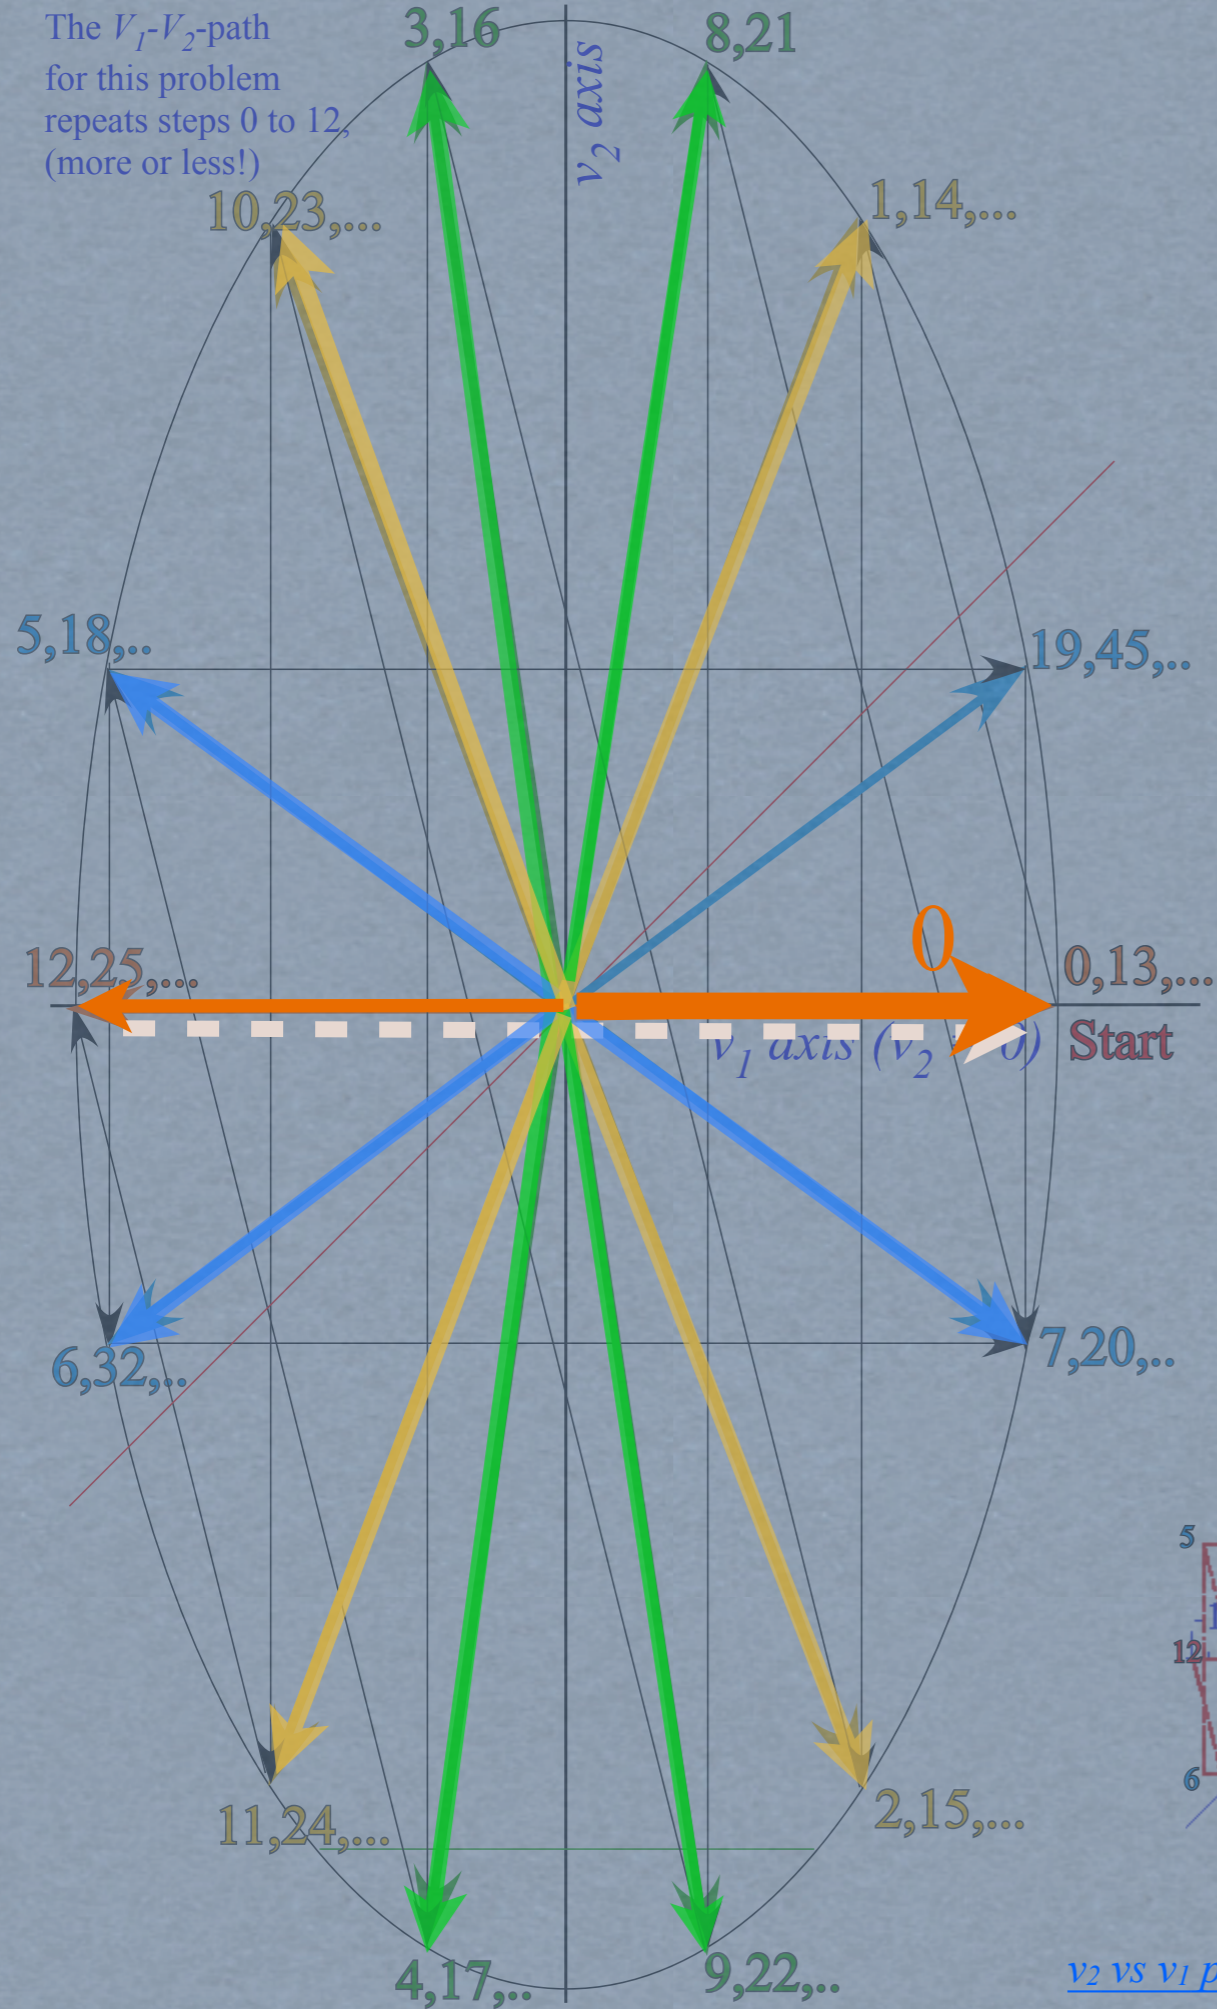 The V1-V2-path
for this problem
repeats steps 0 to 12,
(more or less!)
3,16
8,21
v2 axis
10,23,...
1,14,...
5,18,..
19,45,..
0
12,25,...
0,13,...
v1 axis (v2 = 0)
Start
6,32,..
7,20,..
5
-1
12
6
11,24,...
2,15,...
4,17,..
9,22,..
v2 vs v1 p